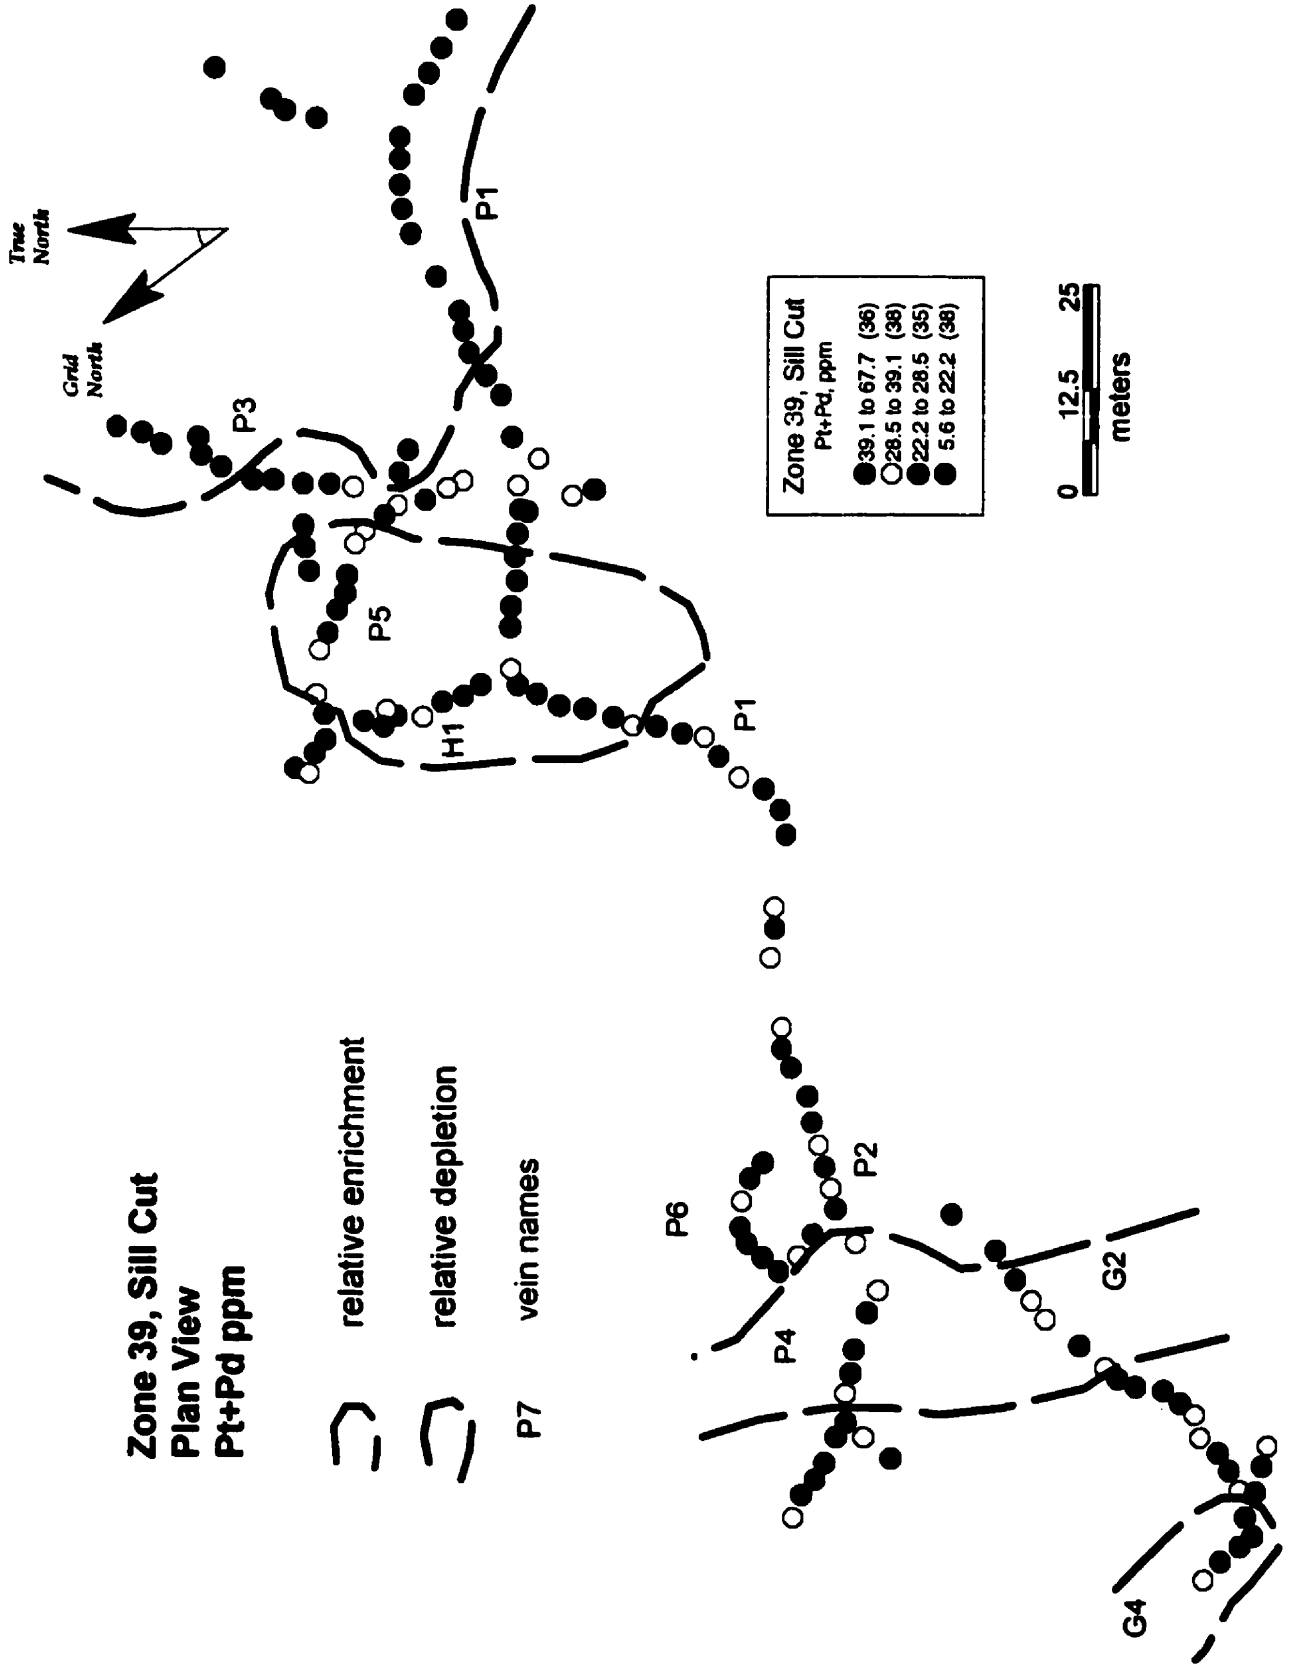 Zone 39, Sill Cut
Plan View
Pt+Pd ppm
relative enrichment
relative depletion
P7 vein names
True
North
Grid
North
P3
P1
P5
H1
P1
P6
P2
P4
G2
G4
Zone 39, Sill Cut
Pt+Pd, ppm
39.1 to 67.7 (36)
28.5 to 39.1 (38)
22.2 to 28.5 (35)
5.6 to 22.2 (38)
0 12.5 25
meters